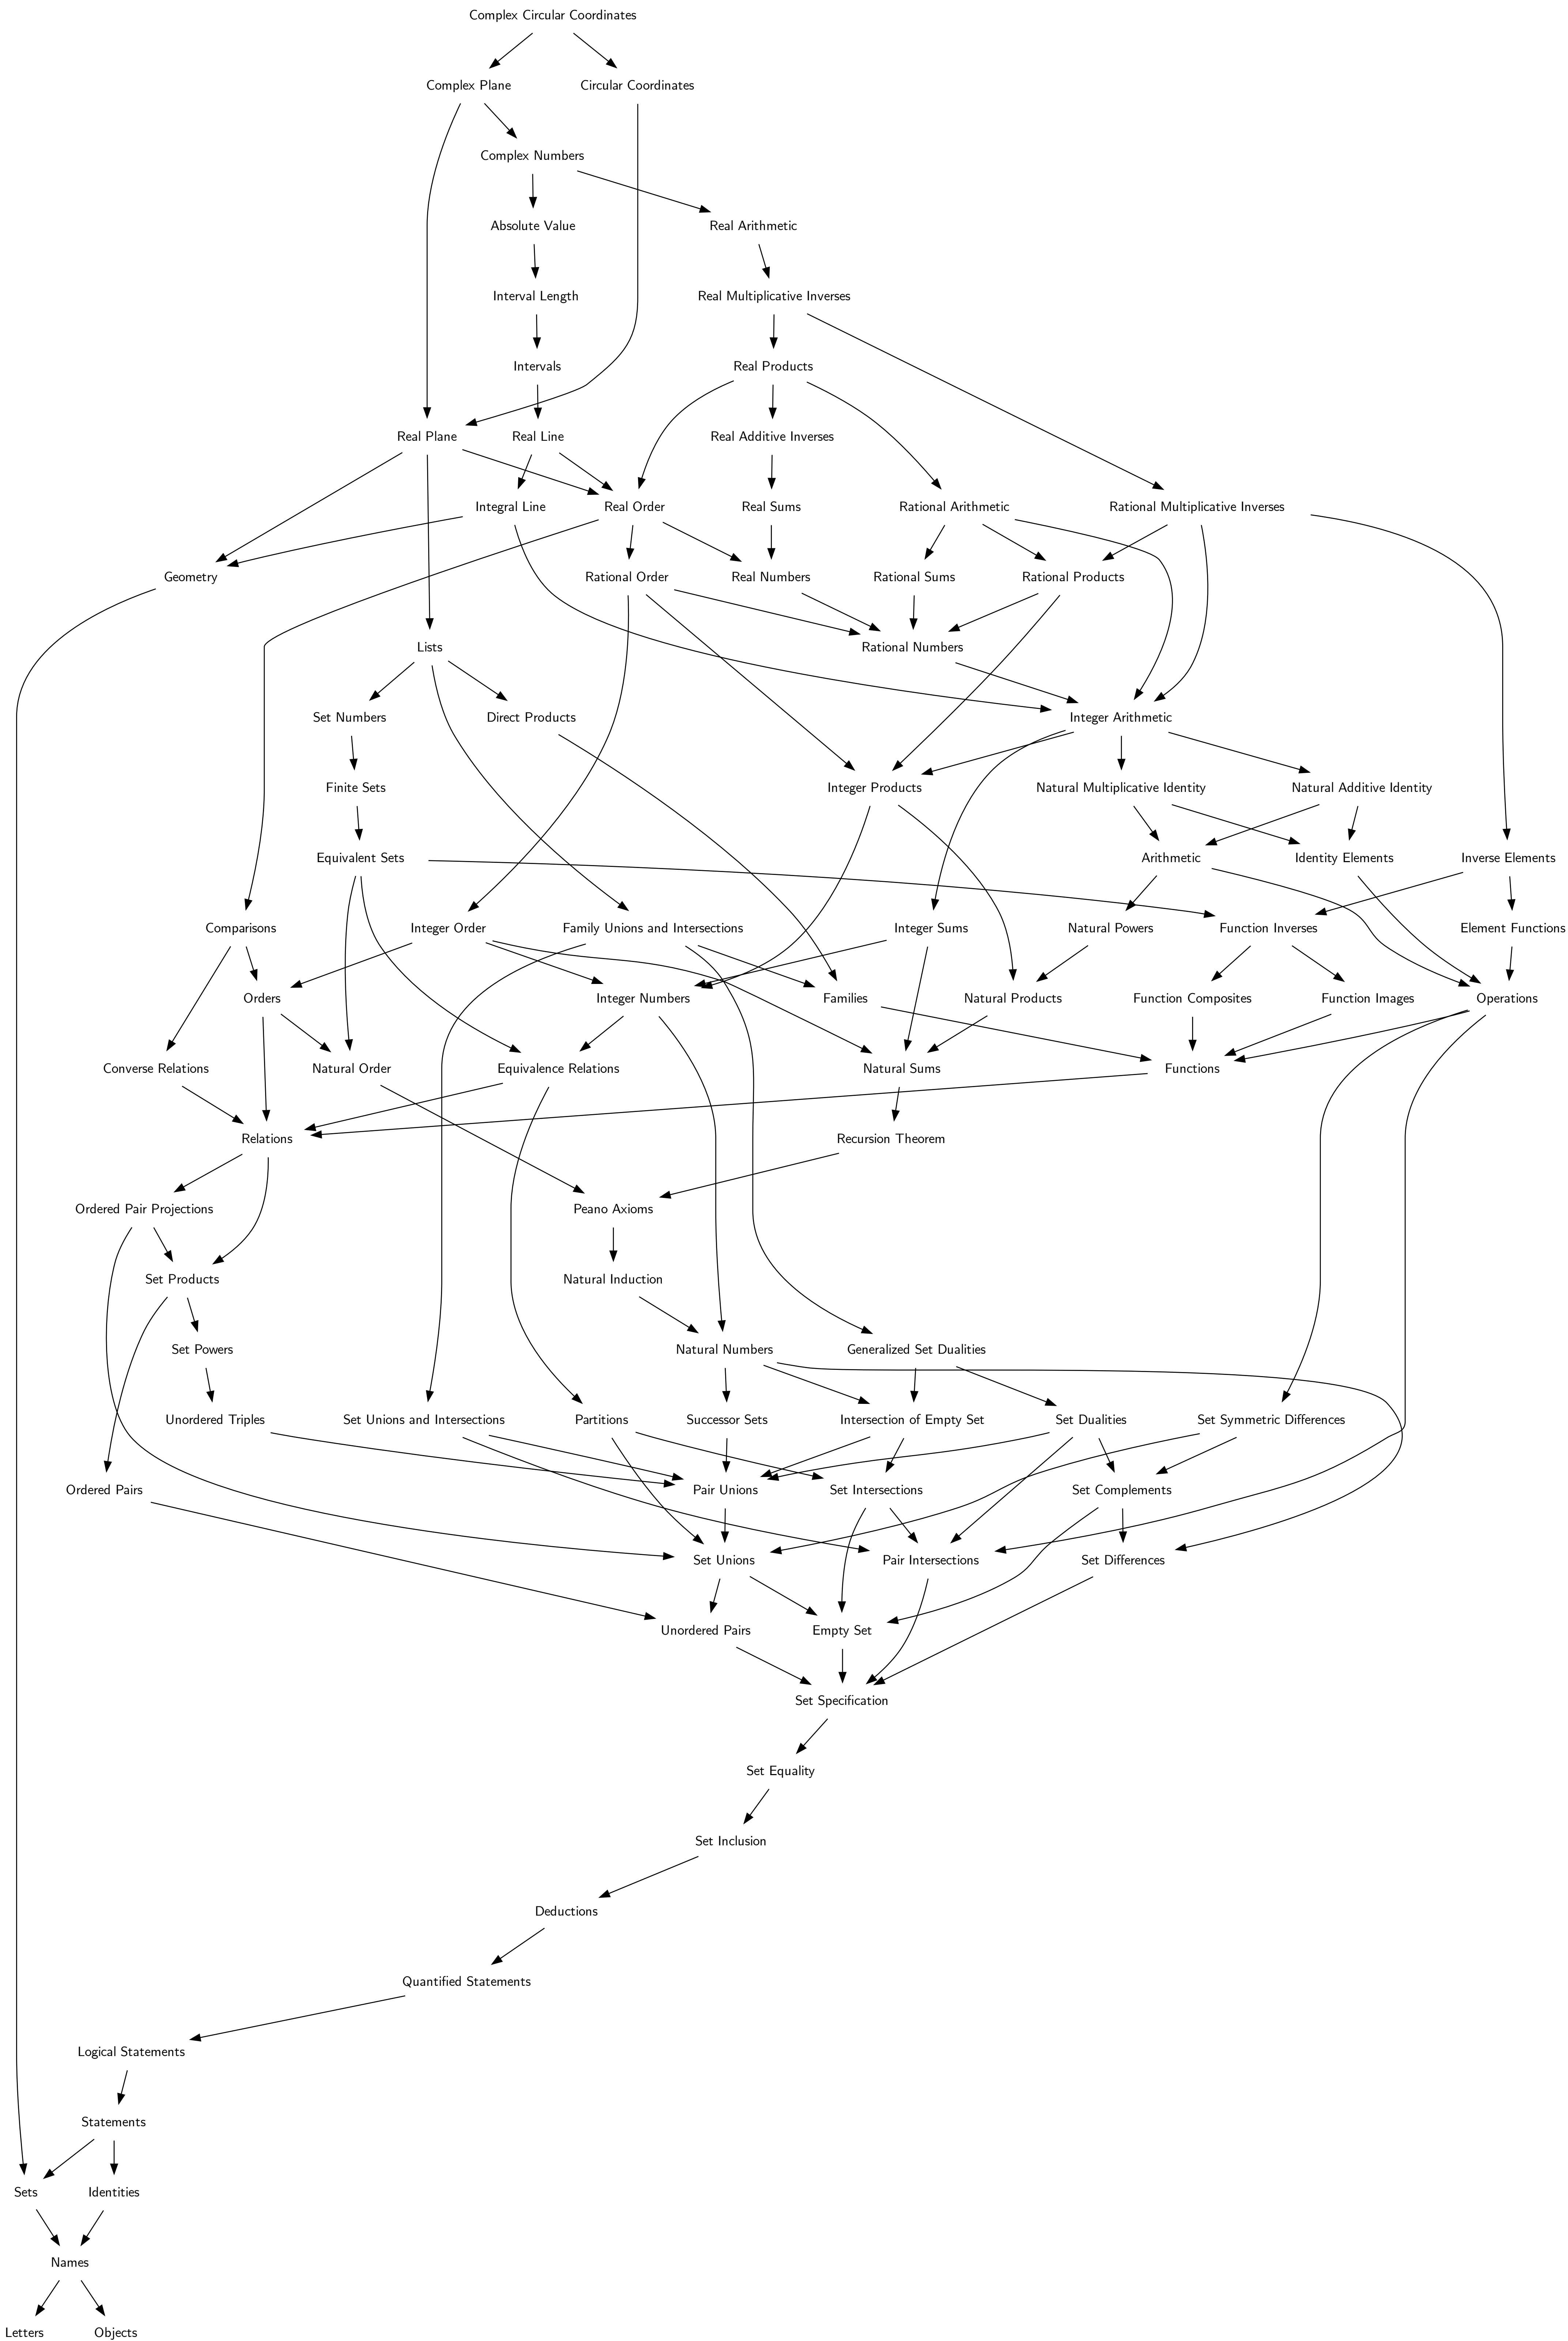 Complex Circular Coordinates
Complex Plane
Circular Coordinates
Complex Numbers
Absolute Value
Real Arithmetic
Interval Length
Real Multiplicative Inverses
Intervals
Real Products
Real Plane
Real Line
Real Additive Inverses
Integral Line
Real Order
Real Sums
Rational Arithmetic
Rational Multiplicative Inverses
Geometry
Rational Order
Real Numbers
Rational Sums
Rational Products
Lists
Rational Numbers
Set Numbers
Direct Products
Integer Arithmetic
Finite Sets
Integer Products
Natural Multiplicative Identity
Natural Additive Identity
Equivalent Sets
Arithmetic
Identity Elements
Inverse Elements
Comparisons
Integer Order
Family Unions and Intersections
Integer Sums
Natural Powers
Function Inverses
Element Functions
Orders
Integer Numbers
Families
Natural Products
Function Composites
Function Images
Operations
Converse Relations
Natural Order
Equivalence Relations
Natural Sums
Functions
Relations
Recursion Theorem
Ordered Pair Projections
Peano Axioms
Set Products
Natural Induction
Set Powers
Natural Numbers
Generalized Set Dualities
Unordered Triples
Set Unions and Intersections
Partitions
Successor Sets
Intersection of Empty Set
Set Dualities
Set Symmetric Differences
Ordered Pairs
Pair Unions
Set Intersections
Set Complements
Set Unions
Pair Intersections
Set Differences
Unordered Pairs
Empty Set
Set Specification
Set Equality
Set Inclusion
Deductions
Quantified Statements
Logical Statements
Statements
Sets
Identities
Names
Letters
Objects